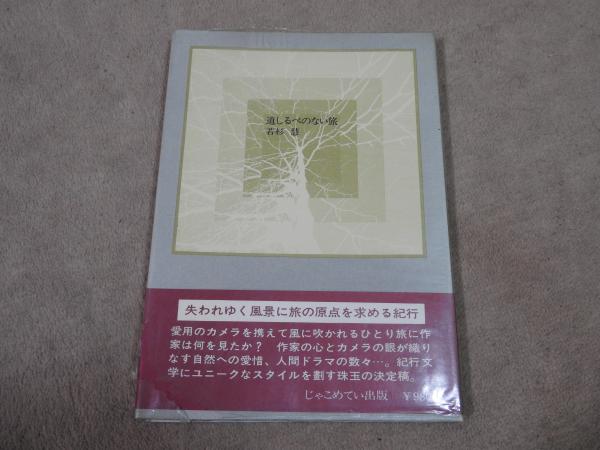 道しるべのない旅
若杉 慧
失われゆく風景に旅の原点を求める紀行
愛用のカメラを携えて風に吹かれるひとり旅に作
家は何を見たか? 作家の心とカメラの眼が織り
なす自然への愛惜、人間ドラマの数々…。紀行文
学にユニークなスタイルを劃す珠玉の決定稿。
じゃこめてい出版 ¥980